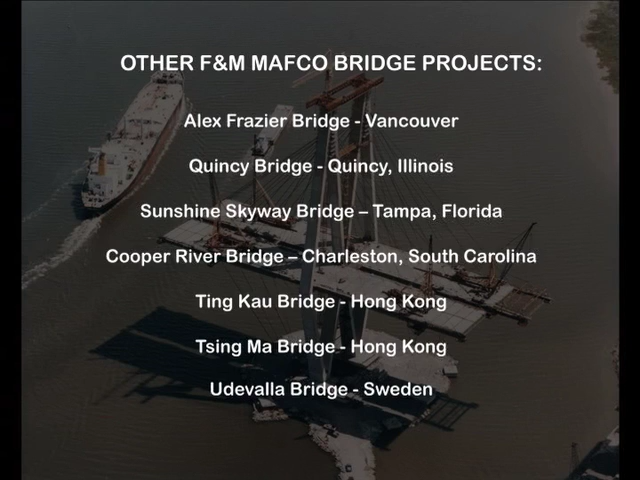 OTHER F&M MAFCO BRIDGE PROJECTS:
Alex Frazier Bridge - Vancouver
Quincy Bridge - Quincy, Illinois
Sunshine Skyway Bridge – Tampa, Florida
Cooper River Bridge – Charleston, South Carolina
Ting Kau Bridge - Hong Kong
Tsing Ma Bridge - Hong Kong
Udevalla Bridge - Sweden